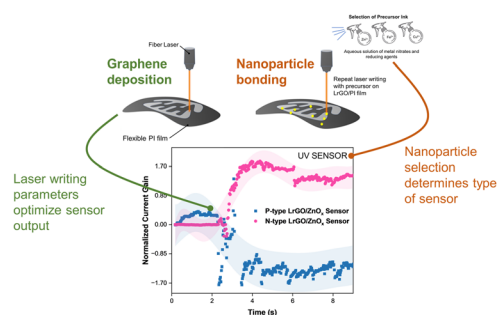 Selection of Precursor Ink
Fiber Laser
Graphene
deposition
Nanoparticle
bonding
Aqueous solution of metal nitrates and
reducing agents
Repeat laser writing
with precursor on
LrGO/PI film
Flexible PI film
UV SENSOR
Laser writing
parameters
optimize sensor
output
Nanoparticle
selection
determines type
of sensor
Normalized Current Gain
1.70
0.85
0.00
-0.85
-1.70
P-type LrGO/ZnOₓ Sensor
N-type LrGO/ZnOₓ Sensor
0
2
4
6
8
Time (s)